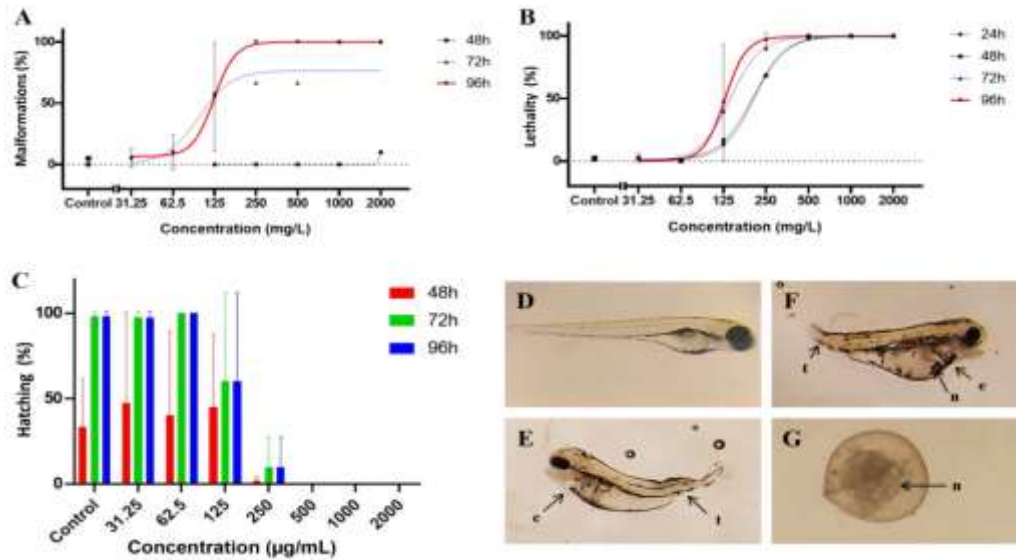 A
Malformations (%)
100
50
0
Control 31.25 62.5 125 250 500 1000 2000
Concentration (mg/L)
48h
72h
96h
B
Lethality (%)
100
50
0
Control 31.25 62.5 125 250 500 1000 2000
Concentration (mg/L)
24h
48h
72h
96h
C
Hatching (%)
100
50
0
Control 31.25 62.5 125 250 500 1000 2000
Concentration (µg/mL)
48h
72h
96h
D
F
t
n
e
E
t
G
n